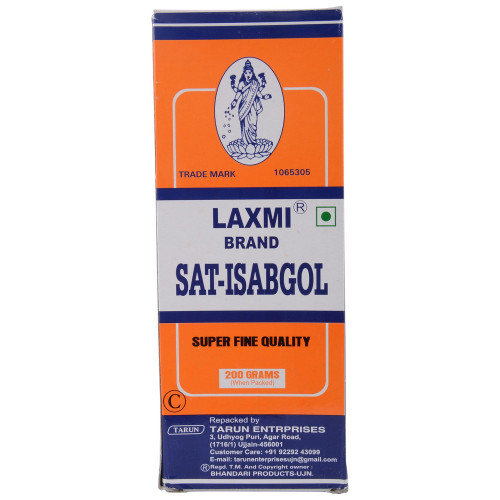 TRADE MARK 1065305
LAXMI ®
BRAND
SAT-ISABGOL
SUPER FINE QUALITY
200 GRAMS
(When Packed)
©
Repacked by
TARUN TARUN ENTRPRISES
3, Udhyog Puri, Agar Road,
(1716/1) Ujjain-456001
Customer Care: +91 92292 43099
E-mail: tarunenterprisesujn@gmail.com
® Regd. T.M. And Copyright owner :
BHANDARI PRODUCTS-UJN.